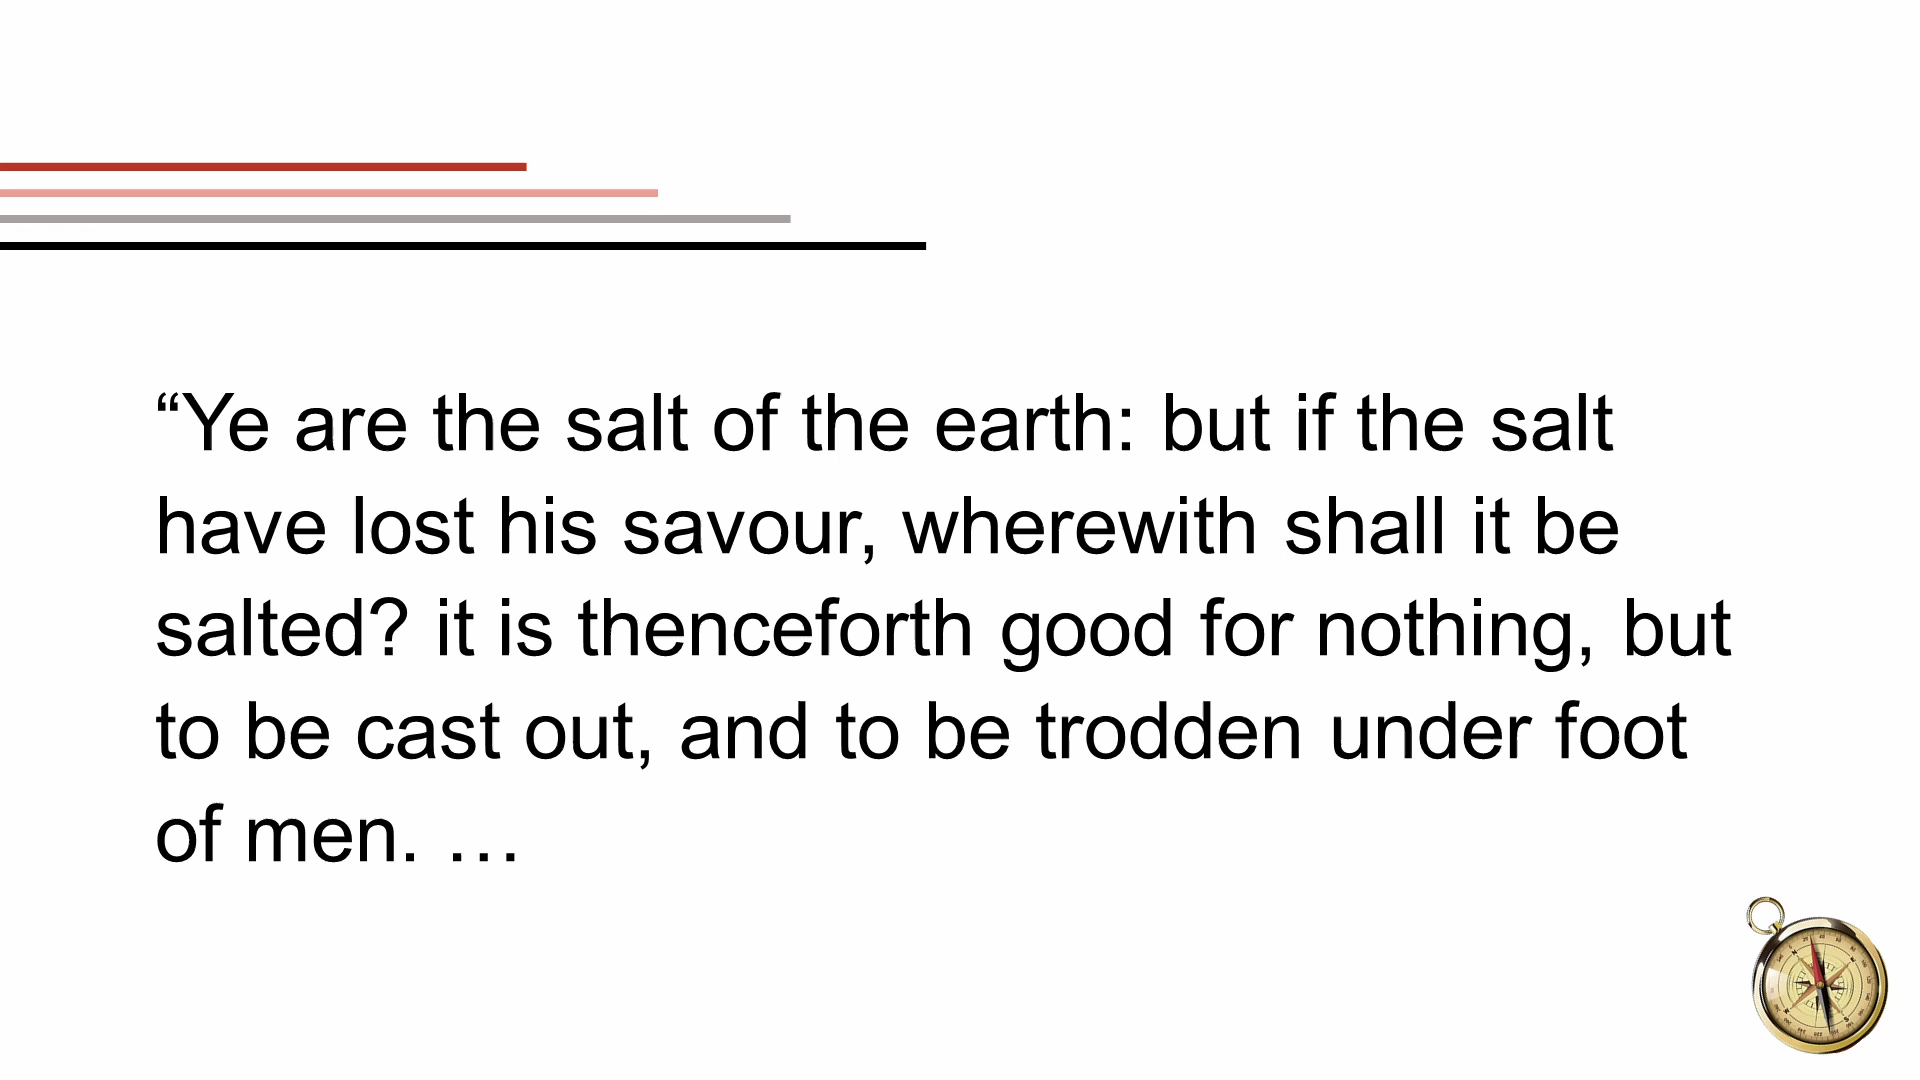 “Ye are the salt of the earth: but if the salt
have lost his savour, wherewith shall it be
salted? it is thenceforth good for nothing, but
to be cast out, and to be trodden under foot
of men. …